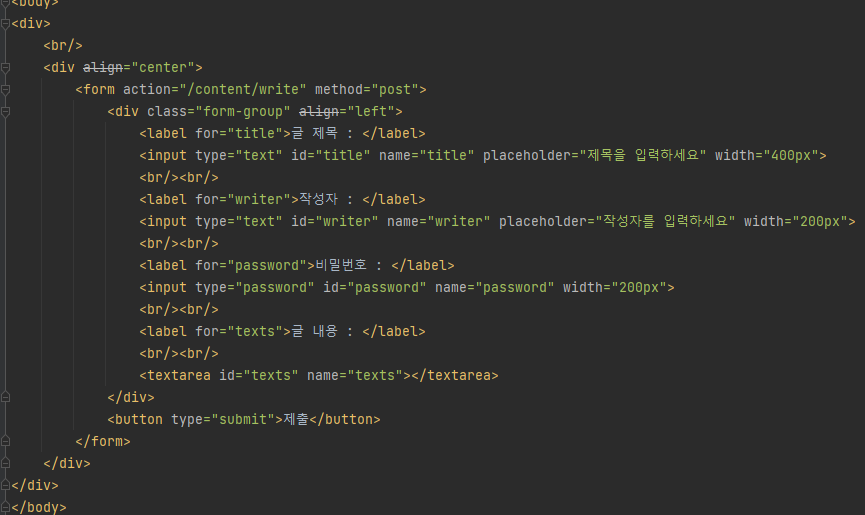 <body>
<div>
<br/>
<div align="center">
<form action="/content/write" method="post">
<div class="form-group" align="left">
<label for="title">글 제목 : </label>
<input type="text" id="title" name="title" placeholder="제목을 입력하세요" width="400px">
<br/><br/>
<label for="writer">작성자 : </label>
<input type="text" id="writer" name="writer" placeholder="작성자를 입력하세요" width="200px">
<br/><br/>
<label for="password">비밀번호 : </label>
<input type="password" id="password" name="password" width="200px">
<br/><br/>
<label for="texts">글 내용 : </label>
<br/><br/>
<textarea id="texts" name="texts"></textarea>
</div>
<button type="submit">제출</button>
</form>
</div>
</div>
</body>